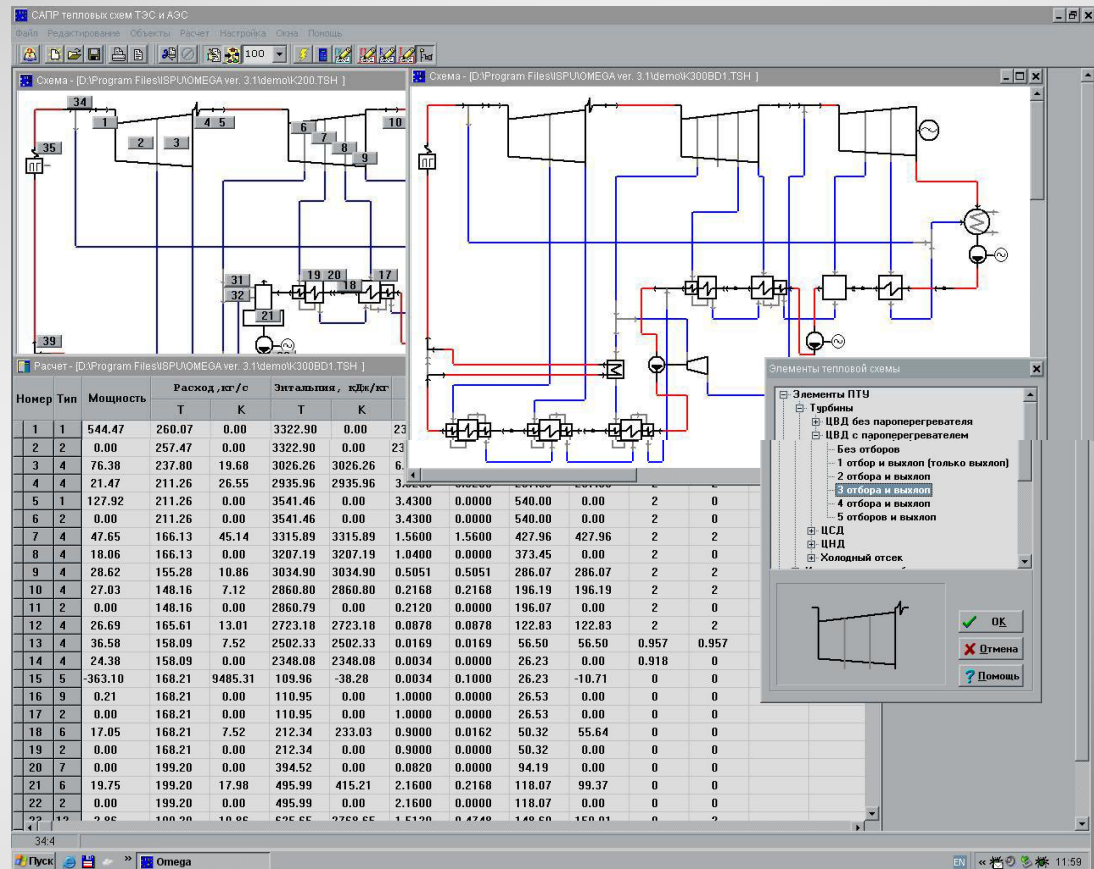 САПР тепловых схем ТЭС и АЭС
Файл Редактирование Объекты Расчет Настройка Окна Помощь
100
Схема - [D:\Program Files\ISPU\OMEGA ver. 3.1\demo\K200.TSH ]
Схема - [D:\Program Files\ISPU\OMEGA ver. 3.1\demo\K300BD1.TSH ]
34
1
4 5
10
2
3
6
7
8
9
35
ПГ
ПГ
31
19 20
17
32
18
21
39
Расчет - [D:\Program Files\ISPU\OMEGA ver. 3.1\demo\K300BD1.TSH ]
Номер Тип Мощность Расход,кг/с Энтальпия, кДж/кг
Т К Т К
1 1 544.47 260.07 0.00 3322.90 0.00 23
2 2 0.00 257.47 0.00 3322.90 0.00 23
3 4 76.38 237.80 19.68 3026.26 3026.26 6.
4 4 21.47 211.26 26.55 2935.96 2935.96
5 1 127.92 211.26 0.00 3541.46 0.00 3.4300 0.0000 540.00 0.00 2 0
6 2 0.00 211.26 0.00 3541.46 0.00 3.4300 0.0000 540.00 0.00 2 0
7 4 47.65 166.13 45.14 3315.89 3315.89 1.5600 1.5600 427.96 427.96 2 2
8 4 18.06 166.13 0.00 3207.19 3207.19 1.0400 0.0000 373.45 0.00 2 0
9 4 28.62 155.28 10.86 3034.90 3034.90 0.5051 0.5051 286.07 286.07 2 2
10 4 27.03 148.16 7.12 2860.80 2860.80 0.2168 0.2168 196.19 196.19 2 2
11 2 0.00 148.16 0.00 2860.79 0.00 0.2120 0.0000 196.07 0.00 2 0
12 4 26.69 165.61 13.01 2723.18 2723.18 0.0878 0.0878 122.83 122.83 2 2
13 4 36.58 158.09 7.52 2502.33 2502.33 0.0169 0.0169 56.50 56.50 0.957 0.957
14 4 24.38 158.09 0.00 2348.08 2348.08 0.0034 0.0000 26.23 0.00 0.918 0
15 5 -363.10 168.21 9485.31 109.96 -38.28 0.0034 0.1000 26.23 -10.71 0 0
16 9 0.21 168.21 0.00 110.95 0.00 1.0000 0.0000 26.53 0.00 0 0
17 2 0.00 168.21 0.00 110.95 0.00 1.0000 0.0000 26.53 0.00 0 0
18 6 17.05 168.21 7.52 212.34 233.03 0.9000 0.0162 50.32 55.64 0 0
19 2 0.00 168.21 0.00 212.34 0.00 0.9000 0.0000 50.32 0.00 0 0
20 7 0.00 199.20 0.00 394.52 0.00 0.0820 0.0000 94.19 0.00 0 0
21 6 19.75 199.20 17.98 495.99 415.21 2.1600 0.2168 118.07 99.37 0 0
22 2 0.00 199.20 0.00 495.99 0.00 2.1600 0.0000 118.07 0.00 0 0
Элементы тепловой схемы
Элементы ПТУ
Турбины
ЦВД без пароперегревателя
ЦВД с пароперегревателем
Без отборов
1 отбор и выхлоп (только выхлоп)
2 отбора и выхлоп
3 отбора и выхлоп
4 отбора и выхлоп
5 отборов и выхлоп
ЦСД
ЦНД
Холодный отсек
OK
Отмена
Помощь
34:4
Пуск » Omega EN « 11:59